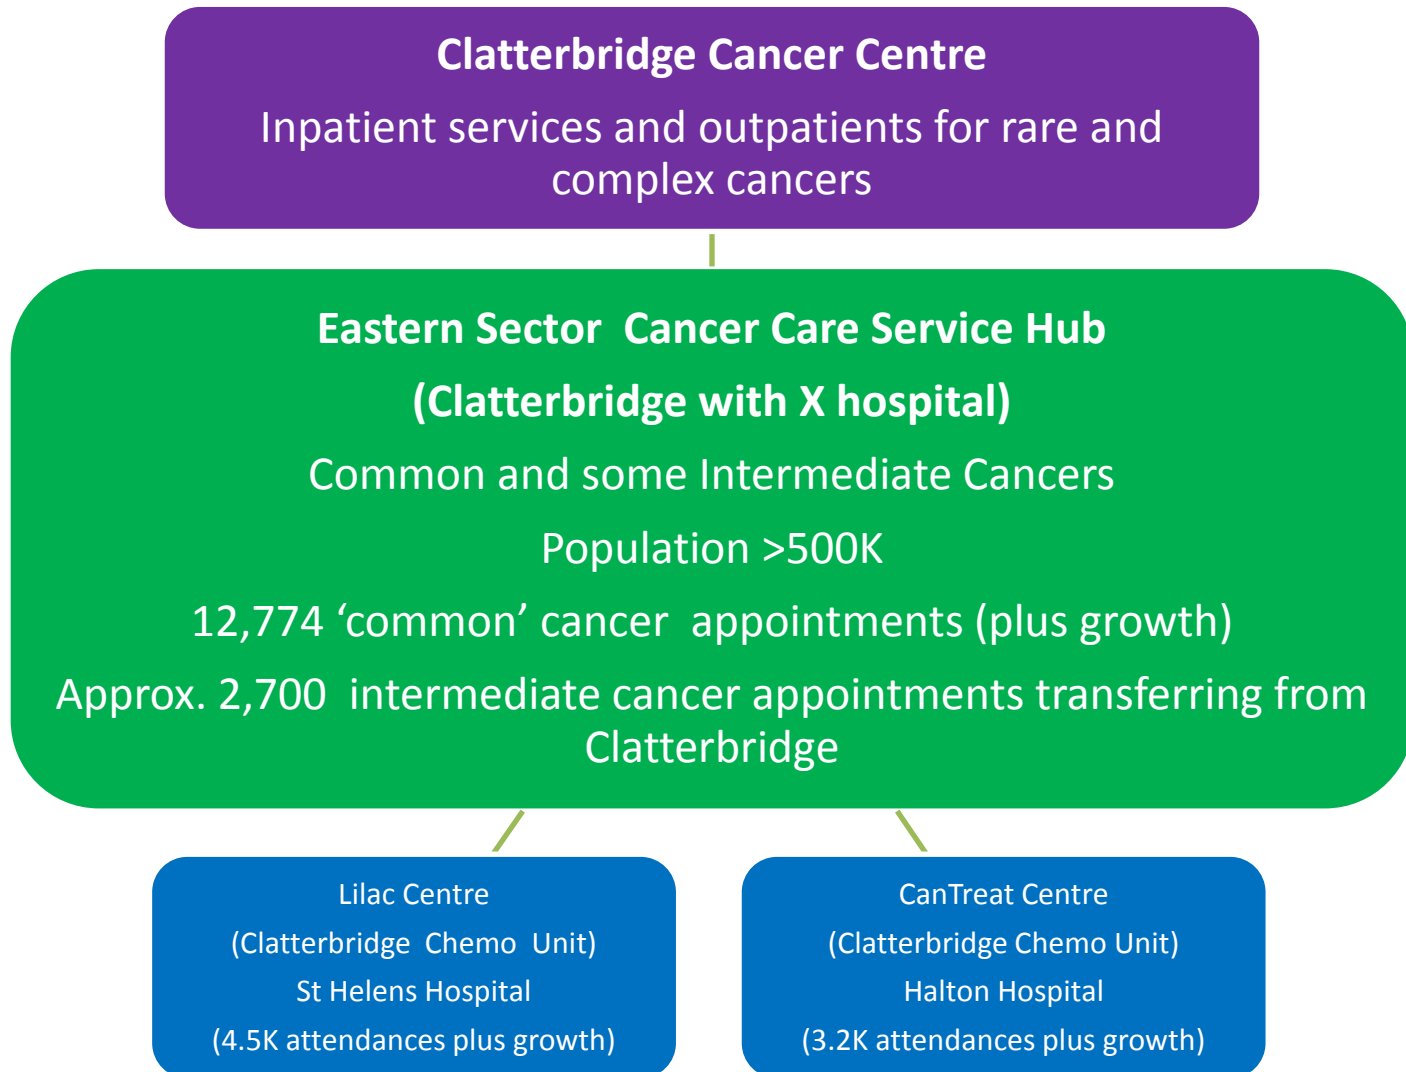 Clatterbridge Cancer Centre
Inpatient services and outpatients for rare and
complex cancers
Eastern Sector Cancer Care Service Hub
(Clatterbridge with X hospital)
Common and some Intermediate Cancers
Population >500K
12,774 ‘common’ cancer appointments (plus growth)
Approx. 2,700 intermediate cancer appointments transferring from
Clatterbridge
Lilac Centre
(Clatterbridge Chemo Unit)
St Helens Hospital
(4.5K attendances plus growth)
CanTreat Centre
(Clatterbridge Chemo Unit)
Halton Hospital
(3.2K attendances plus growth)